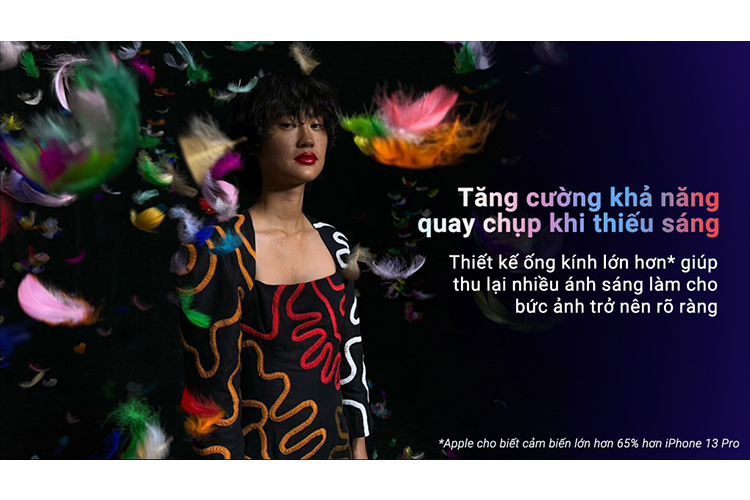 Tăng cường khả năng
quay chụp khi thiếu sáng
Thiết kế ống kính lớn hơn* giúp
thu lại nhiều ánh sáng làm cho
bức ảnh trở nên rõ ràng
*Apple cho biết cảm biến lớn hơn 65% hơn iPhone 13 Pro